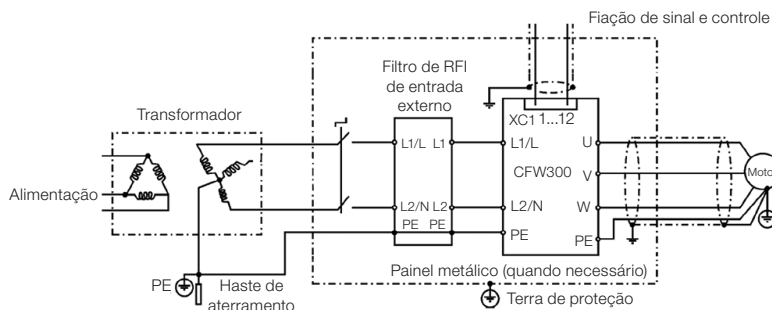 Fiação de sinal e controle
Filtro de RFI
de entrada
externo
Transformador
XC1 1...12
L1/L L1
L1/L
U
CFW300
Alimentação
V
Motor
L2/N L2
L2/N
W
PE PE
PE
PE
Painel metálico (quando necessário)
PE
Haste de
aterramento
Terra de proteção